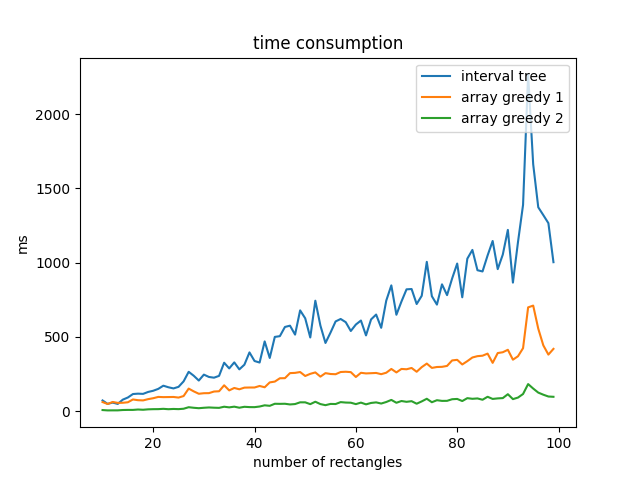 time consumption
interval tree
array greedy 1
array greedy 2
2000
1500
1000
500
0
ms
20 40 60 80 100
number of rectangles